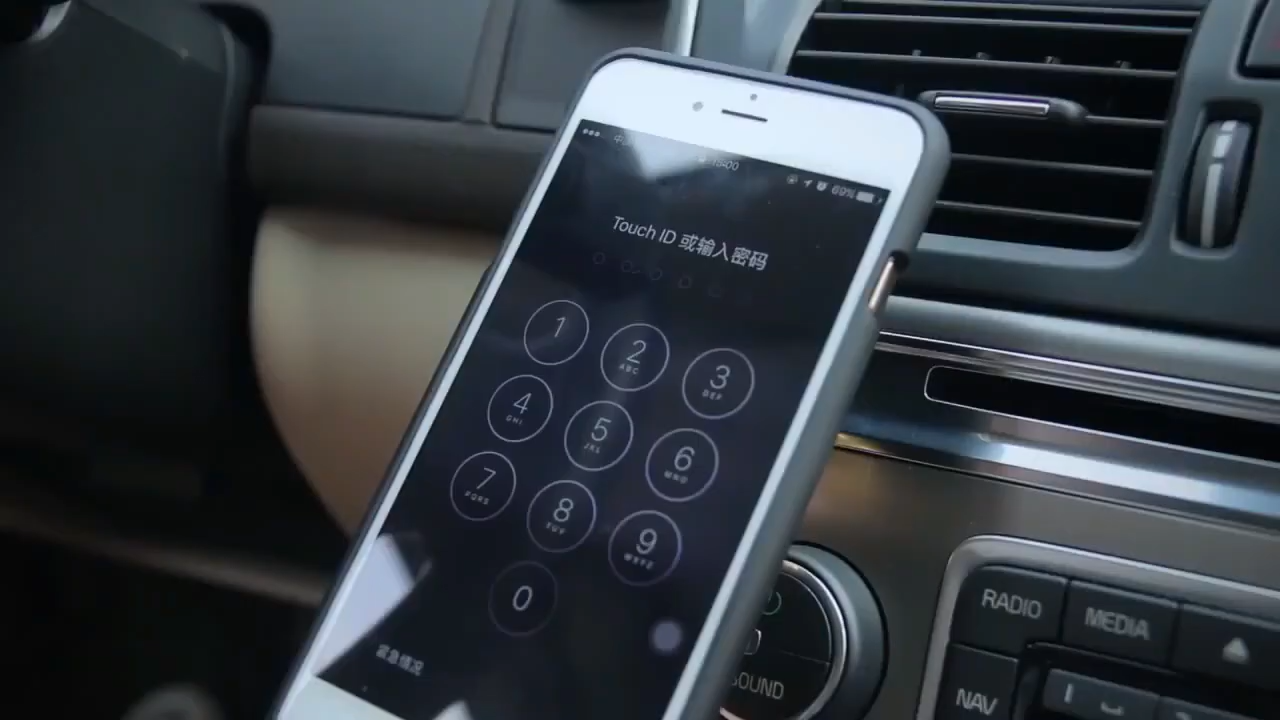 69%
Touch ID 或输入密码
1
2
ABC
3
DEF
4
GHI
5
JKL
6
MNO
7
PQRS
8
TUV
9
WXYZ
0
紧急情况
RADIO
MEDIA
NAV
SOUND